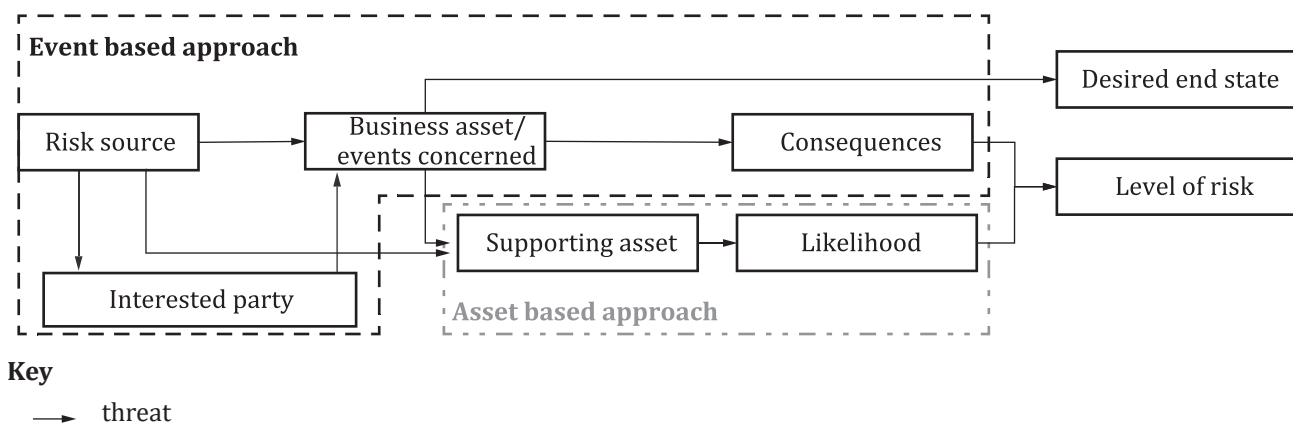 Event based approach
Desired end state
Risk source
Business asset/
events concerned
Consequences
Level of risk
Supporting asset
Likelihood
Interested party
Asset based approach
Key
threat